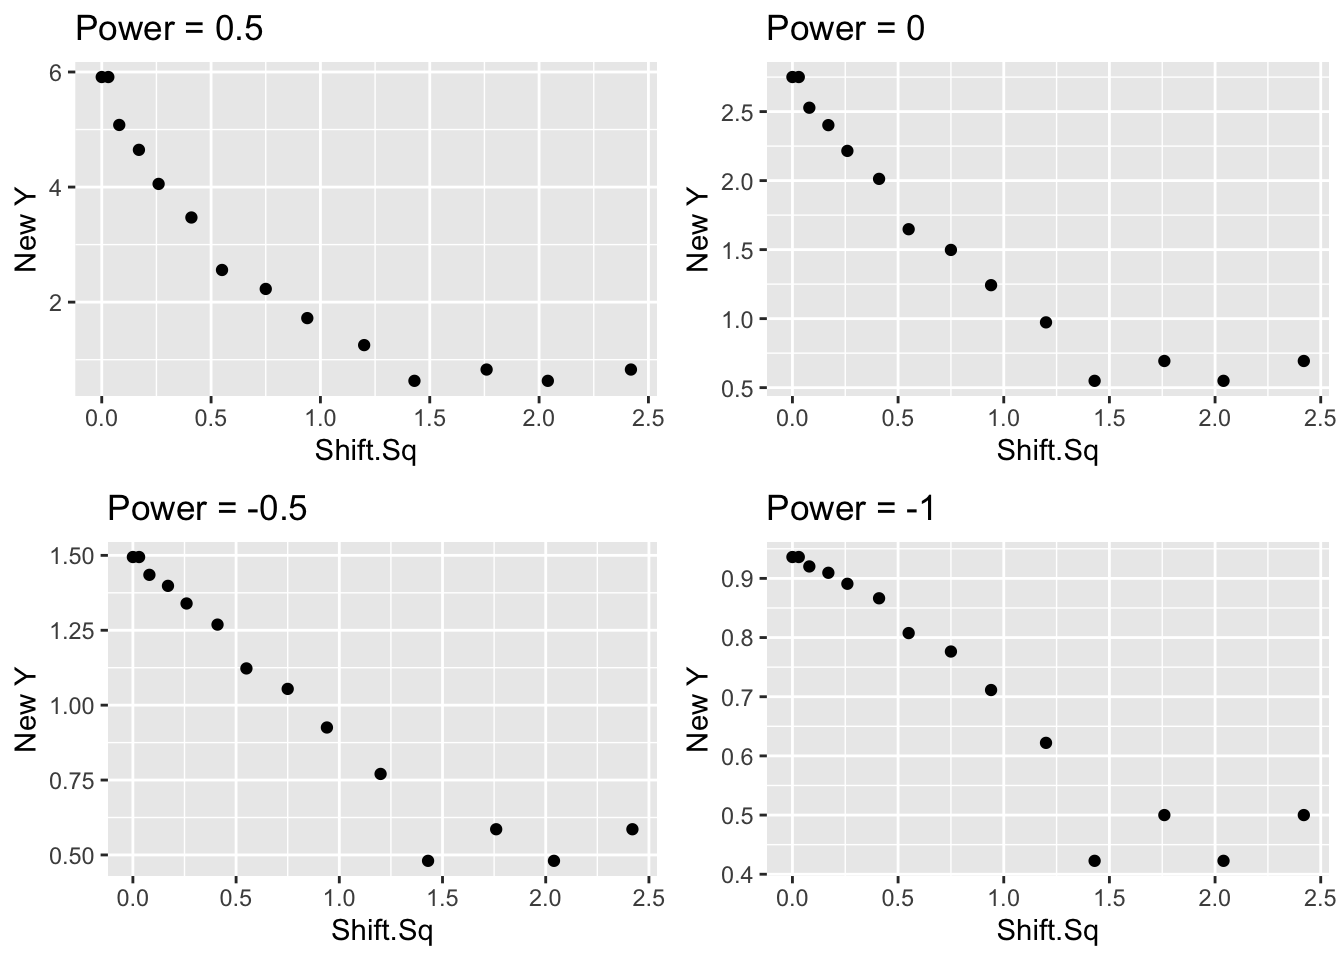 Power = 0.5
6
4
2
New Y
0.0 0.5 1.0 1.5 2.0 2.5
Shift.Sq
Power = 0
2.5
2.0
1.5
1.0
0.5
New Y
0.0 0.5 1.0 1.5 2.0 2.5
Shift.Sq
Power = -0.5
1.50
1.25
1.00
0.75
0.50
New Y
0.0 0.5 1.0 1.5 2.0 2.5
Shift.Sq
Power = -1
0.9
0.8
0.7
0.6
0.5
0.4
New Y
0.0 0.5 1.0 1.5 2.0 2.5
Shift.Sq